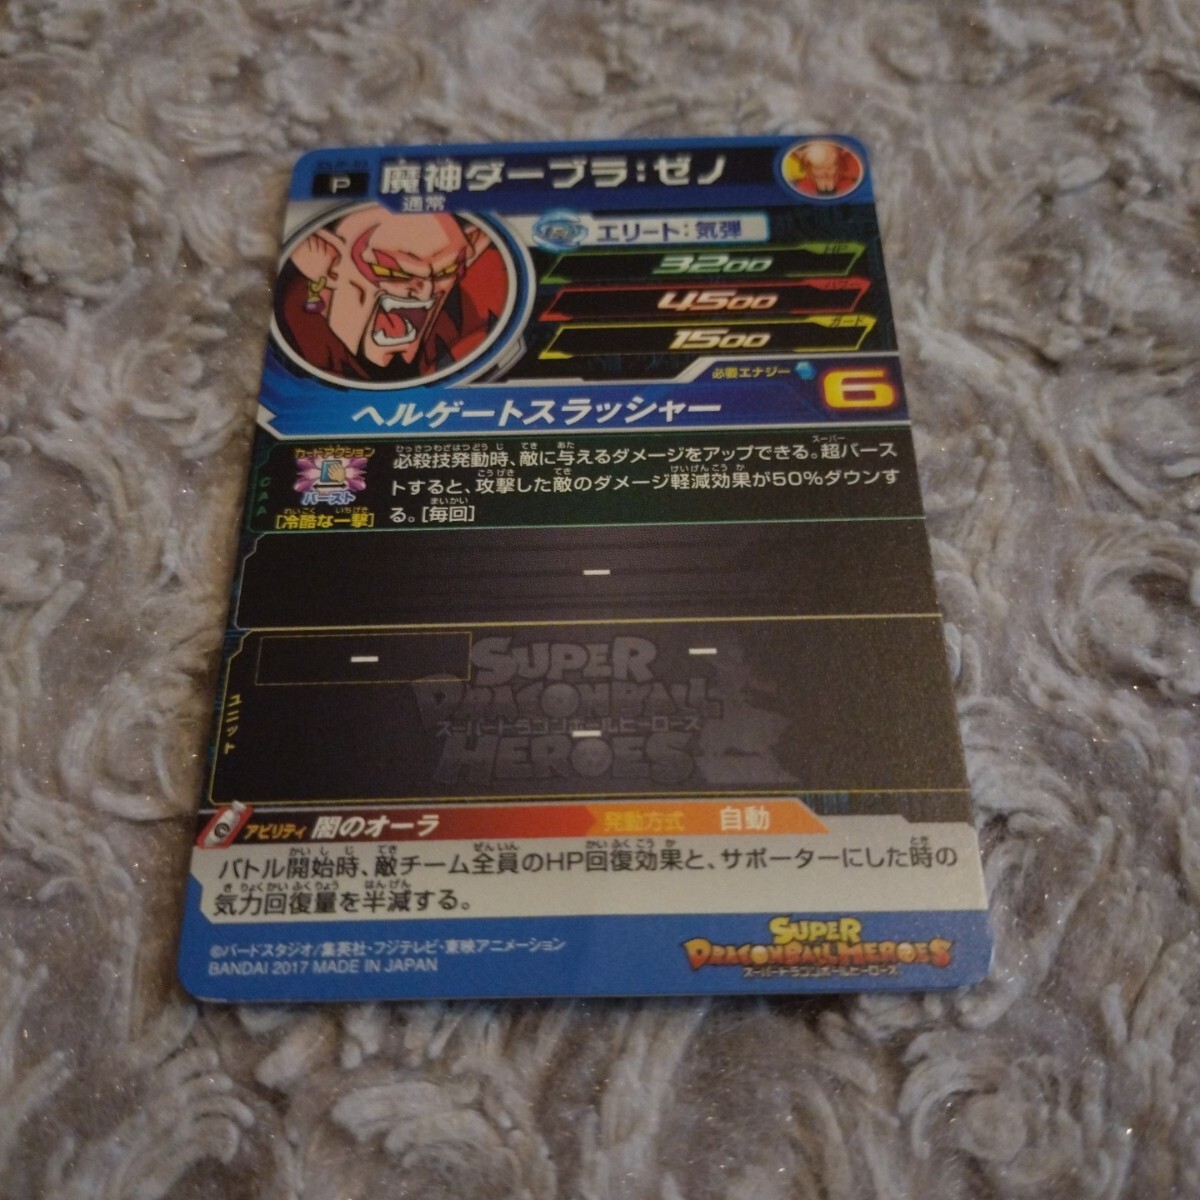 P
魔神ダーブラ:ゼノ
通常
エリート:気弾
HP
3200
パワー
4500
ガード
1500
必要エナジー
6
ヘルゲートスラッシャー
CAA
カードアクション
バースト
[冷酷な一撃]
必殺技発動時、敵に与えるダメージをアップできる。超バース
トすると、攻撃した敵のダメージ軽減効果が50%ダウンす
る。[毎回]
ー
ユニット
ー
ー
ー
SUPER
DRAGONBALL
スーパードラゴンボールヒーローズ
HEROES
アビリティ 闇のオーラ
発動方式 自動
バトル開始時、敵チーム全員のHP回復効果と、サポーターにした時の
気力回復量を半減する。
©バードスタジオ/集英社・フジテレビ・東映アニメーション
BANDAI 2017 MADE IN JAPAN
SUPER
DRAGONBALL HEROES
スーパードラゴンボールヒーローズ